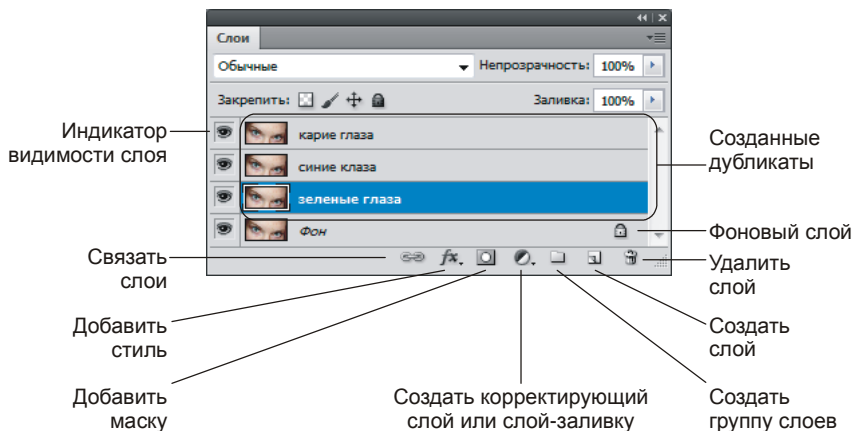 Слои
Обычные
Непрозрачность: 100%
Закрепить:
Заливка: 100%
Индикатор
видимости слоя
карие глаза
синие клаза
зеленые глаза
Фон
Созданные
дубликаты
Фоновый слой
Связать
слои
fx
Удалить
слой
Добавить
стиль
Создать
слой
Добавить
маску
Создать корректирующий
слой или слой-заливку
Создать
группу слоев